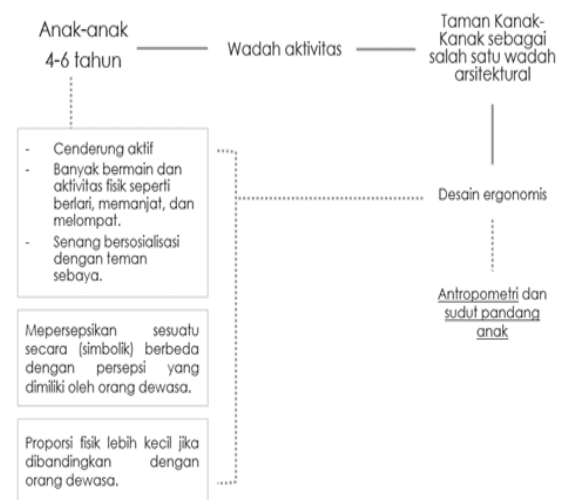 Anak-anak
4-6 tahun
Wadah aktivitas
Taman Kanak-
Kanak sebagai
salah satu wadah
arsitektural
- Cenderung aktif
- Banyak bermain dan
aktivitas fisik seperti
berlari, memanjat, dan
melompat.
- Senang bersosialisasi
dengan teman
sebaya.
Desain ergonomis
Antropometri dan
sudut pandang
anak
Mepersepsikan sesuatu
secara (simbolik) berbeda
dengan persepsi yang
dimiliki oleh orang dewasa.
Proporsi fisik lebih kecil jika
dibandingkan dengan
orang dewasa.